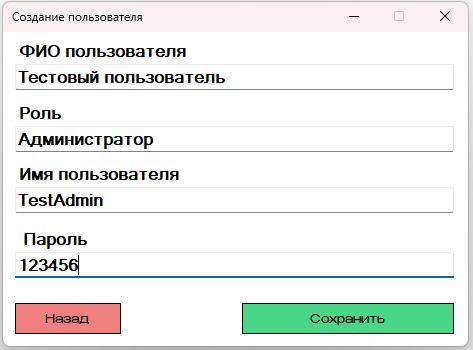 Создание пользователя
ФИО пользователя
Тестовый пользователь
Роль
Администратор
Имя пользователя
TestAdmin
Пароль
123456
Назад
Сохранить